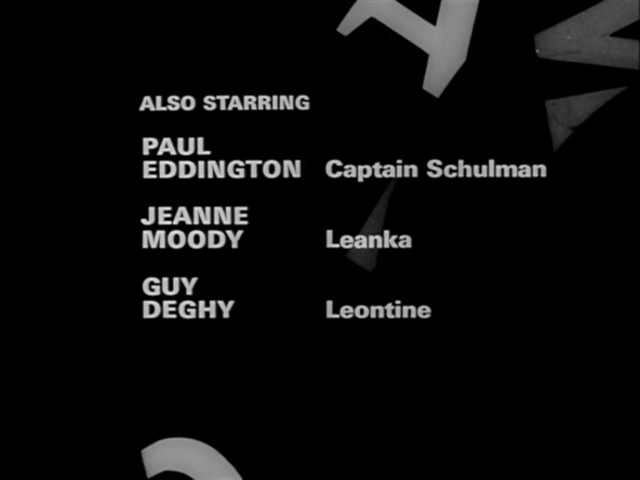 ALSO STARRING
PAUL
EDDINGTON Captain Schulman
JEANNE
MOODY Leanka
GUY
DEGHY Leontine